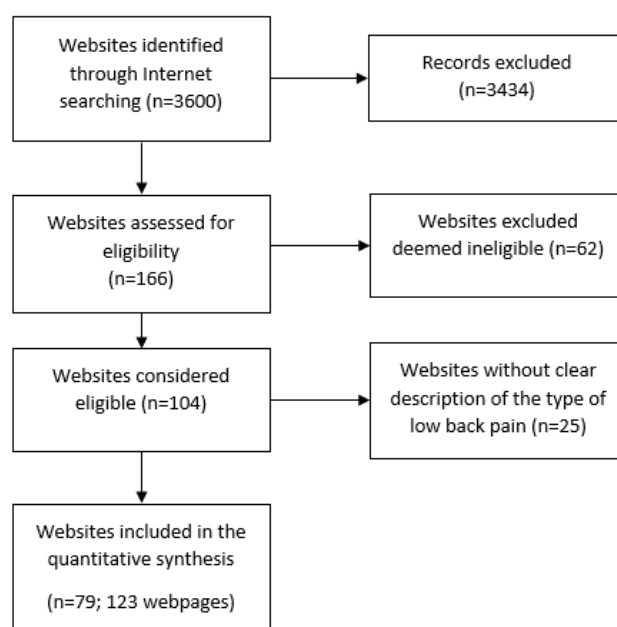 Websites identified
through Internet
searching (n=3600)
Records excluded
(n=3434)
Websites assessed for
eligibility
(n=166)
Websites excluded
deemed ineligible (n=62)
Websites considered
eligible (n=104)
Websites without clear
description of the type of
low back pain (n=25)
Websites included in the
quantitative synthesis
(n=79; 123 webpages)